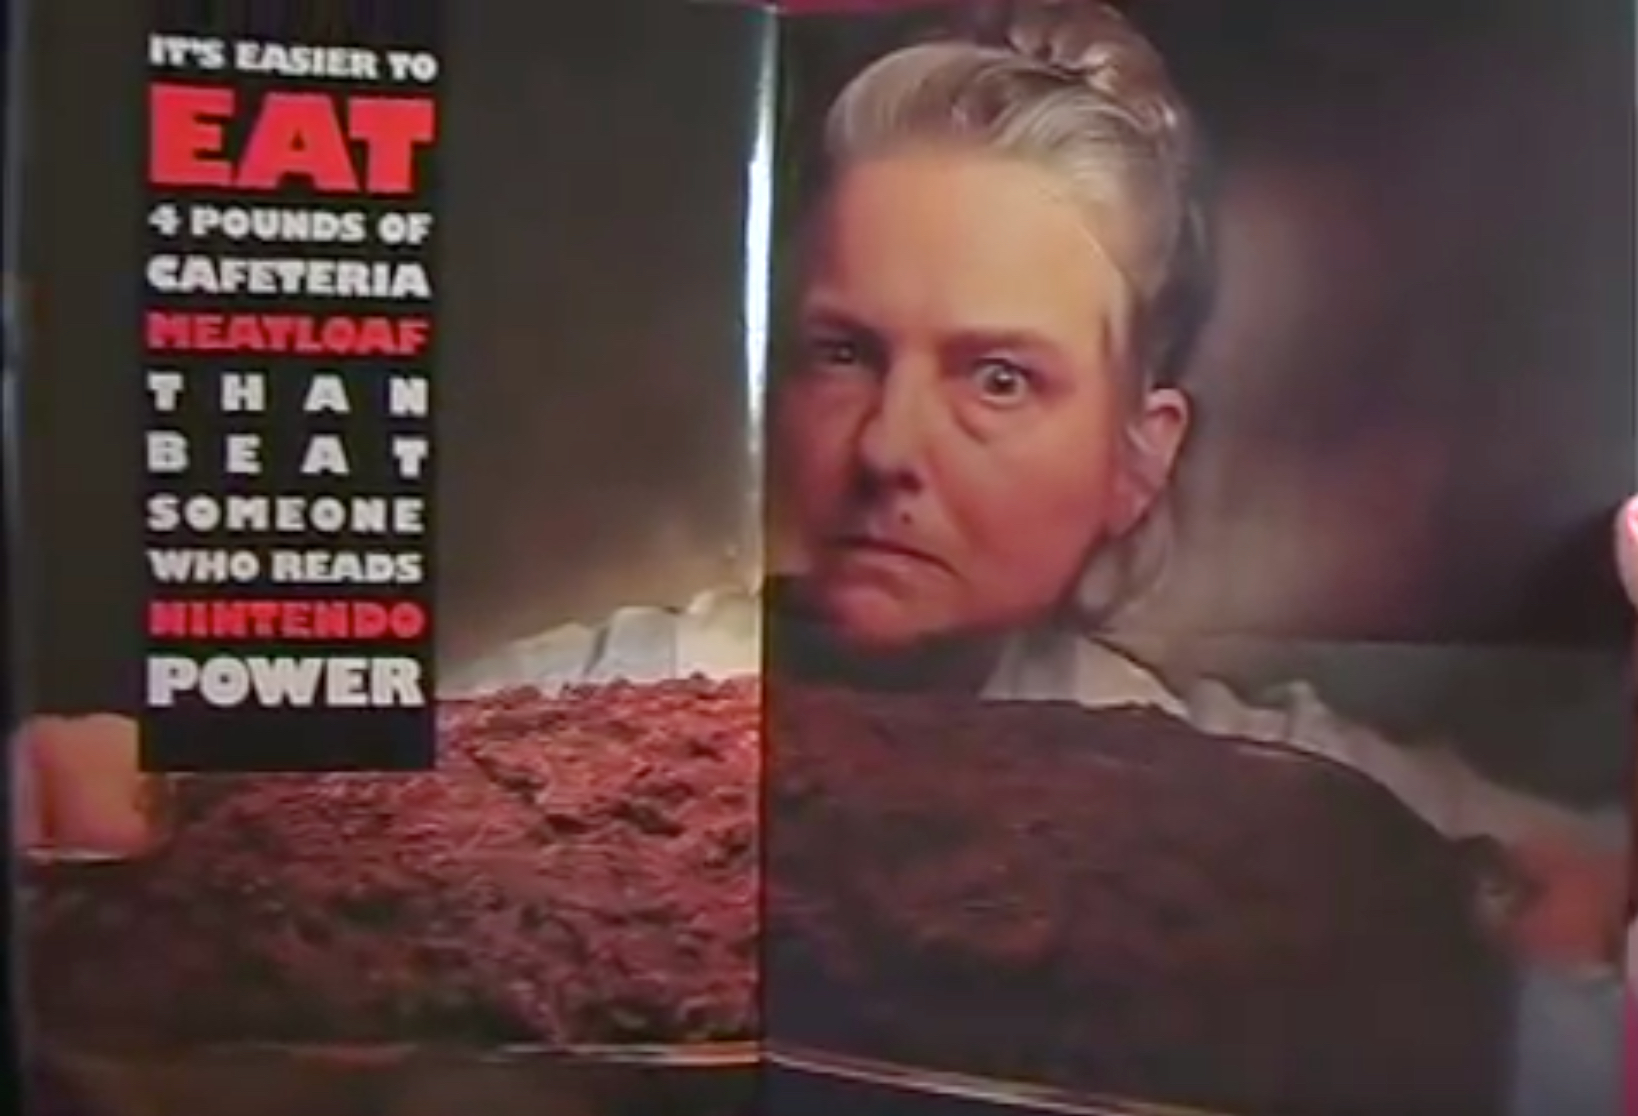 IT'S EASIER TO
EAT
4 POUNDS OF
CAFETERIA
MEATLOAF
THAN
BEAT
SOMEONE
WHO READS
NINTENDO
POWER